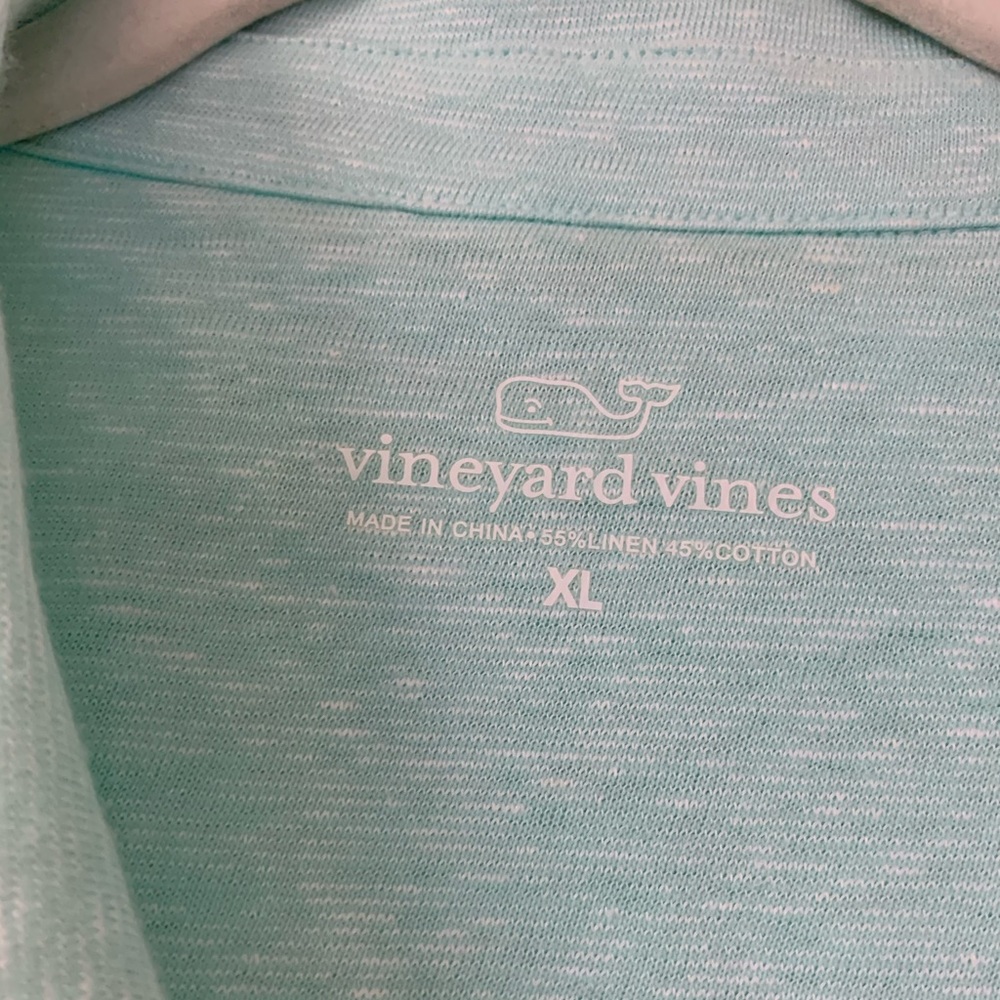 vineyard vines
MADE IN CHINA•55%LINEN 45%COTTON
XL